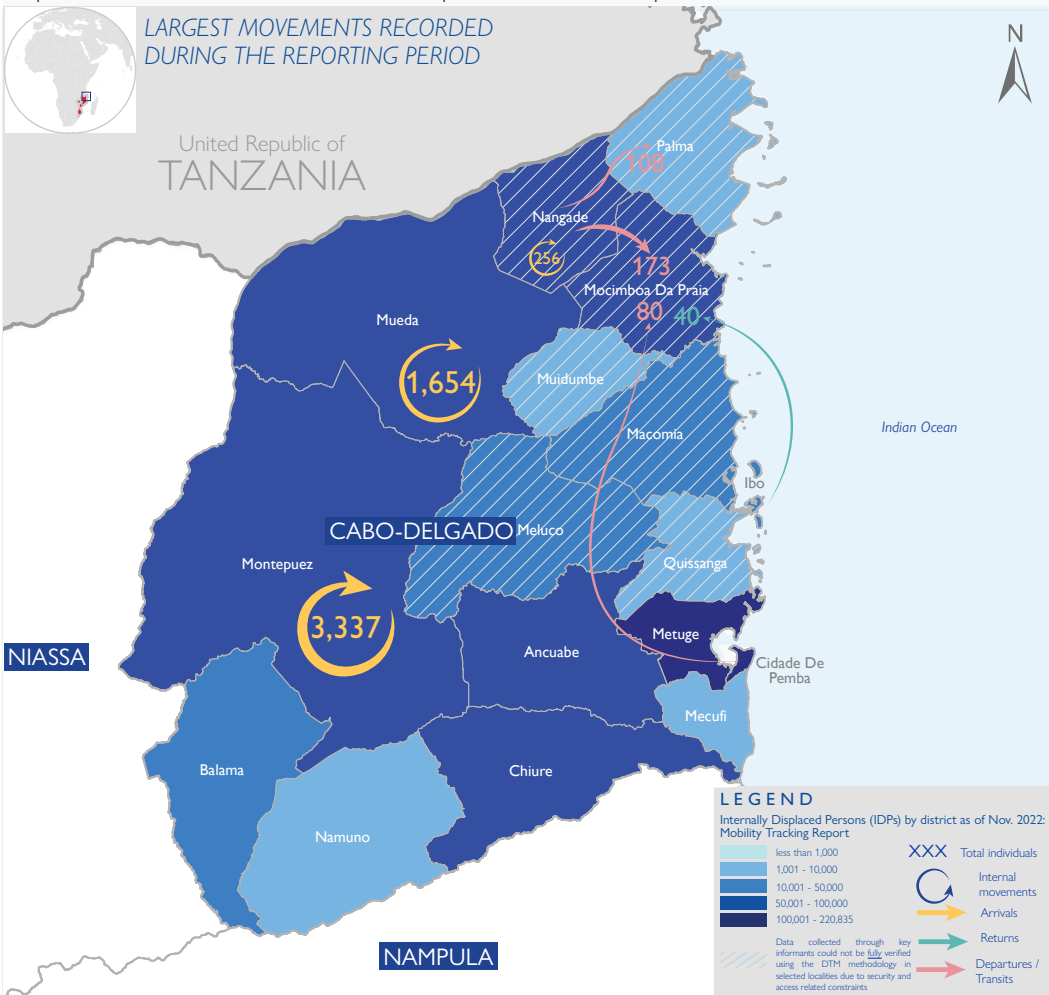 LARGEST MOVEMENTS RECORDED
DURING THE REPORTING PERIOD
N
United Republic of
TANZANIA
Palma
108
Nangade
256
173
Mocimboa Da Praia
80
40
Mueda
1,654
Muidumbe
Macomia
Indian Ocean
Ibo
CABO-DELGADO
Meluco
Montepuez
Quissanga
3,337
Metuge
NIASSA
Ancuabe
Cidade De
Pemba
Mecufi
Balama
Chiure
Namuno
NAMPULA
LEGEND
Internally Displaced Persons (IDPs) by district as of Nov. 2022:
Mobility Tracking Report
less than 1,000
1,001 - 10,000
10,001 - 50,000
50,001 - 100,000
100,001 - 220,835
Data collected through key
informants could not be fully verified
using the DTM methodology in
selected localities due to security and
access related constraints
XXX Total individuals
Internal
movements
Arrivals
Returns
Departures /
Transits